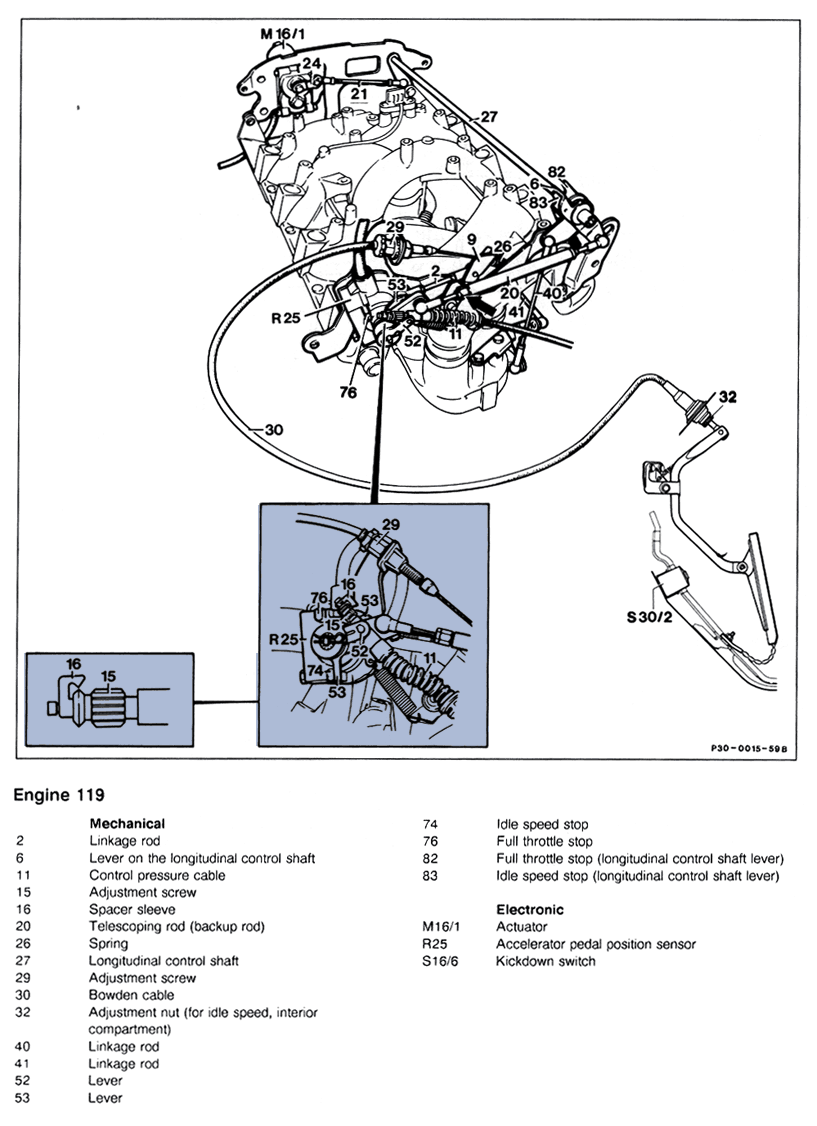 M16/1
24
21
27
82
6
83
29
9
26
2
53
20
40
R25
41
11
52
76
30
32
29
16
76
53
15
R25
52
11
74
53
S30/2
16
15
P30-0015-59B
Engine 119
Mechanical
2 Linkage rod
6 Lever on the longitudinal control shaft
11 Control pressure cable
15 Adjustment screw
16 Spacer sleeve
20 Telescoping rod (backup rod)
26 Spring
27 Longitudinal control shaft
29 Adjustment screw
30 Bowden cable
32 Adjustment nut (for idle speed, interior
compartment)
40 Linkage rod
41 Linkage rod
52 Lever
53 Lever
74 Idle speed stop
76 Full throttle stop
82 Full throttle stop (longitudinal control shaft lever)
83 Idle speed stop (longitudinal control shaft lever)
Electronic
M16/1 Actuator
R25 Accelerator pedal position sensor
S16/6 Kickdown switch